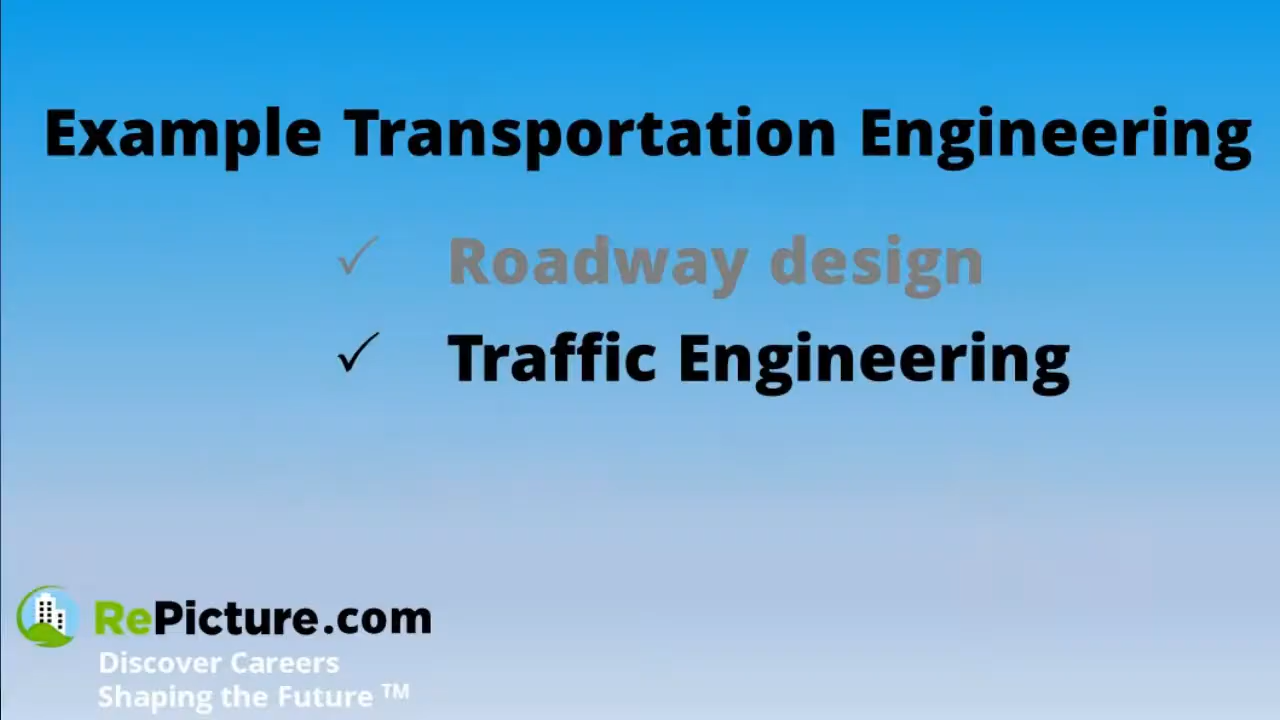 Example Transportation Engineering
✓ Roadway design
✓ Traffic Engineering
RePicture.com
Discover Careers
Shaping the Future ™